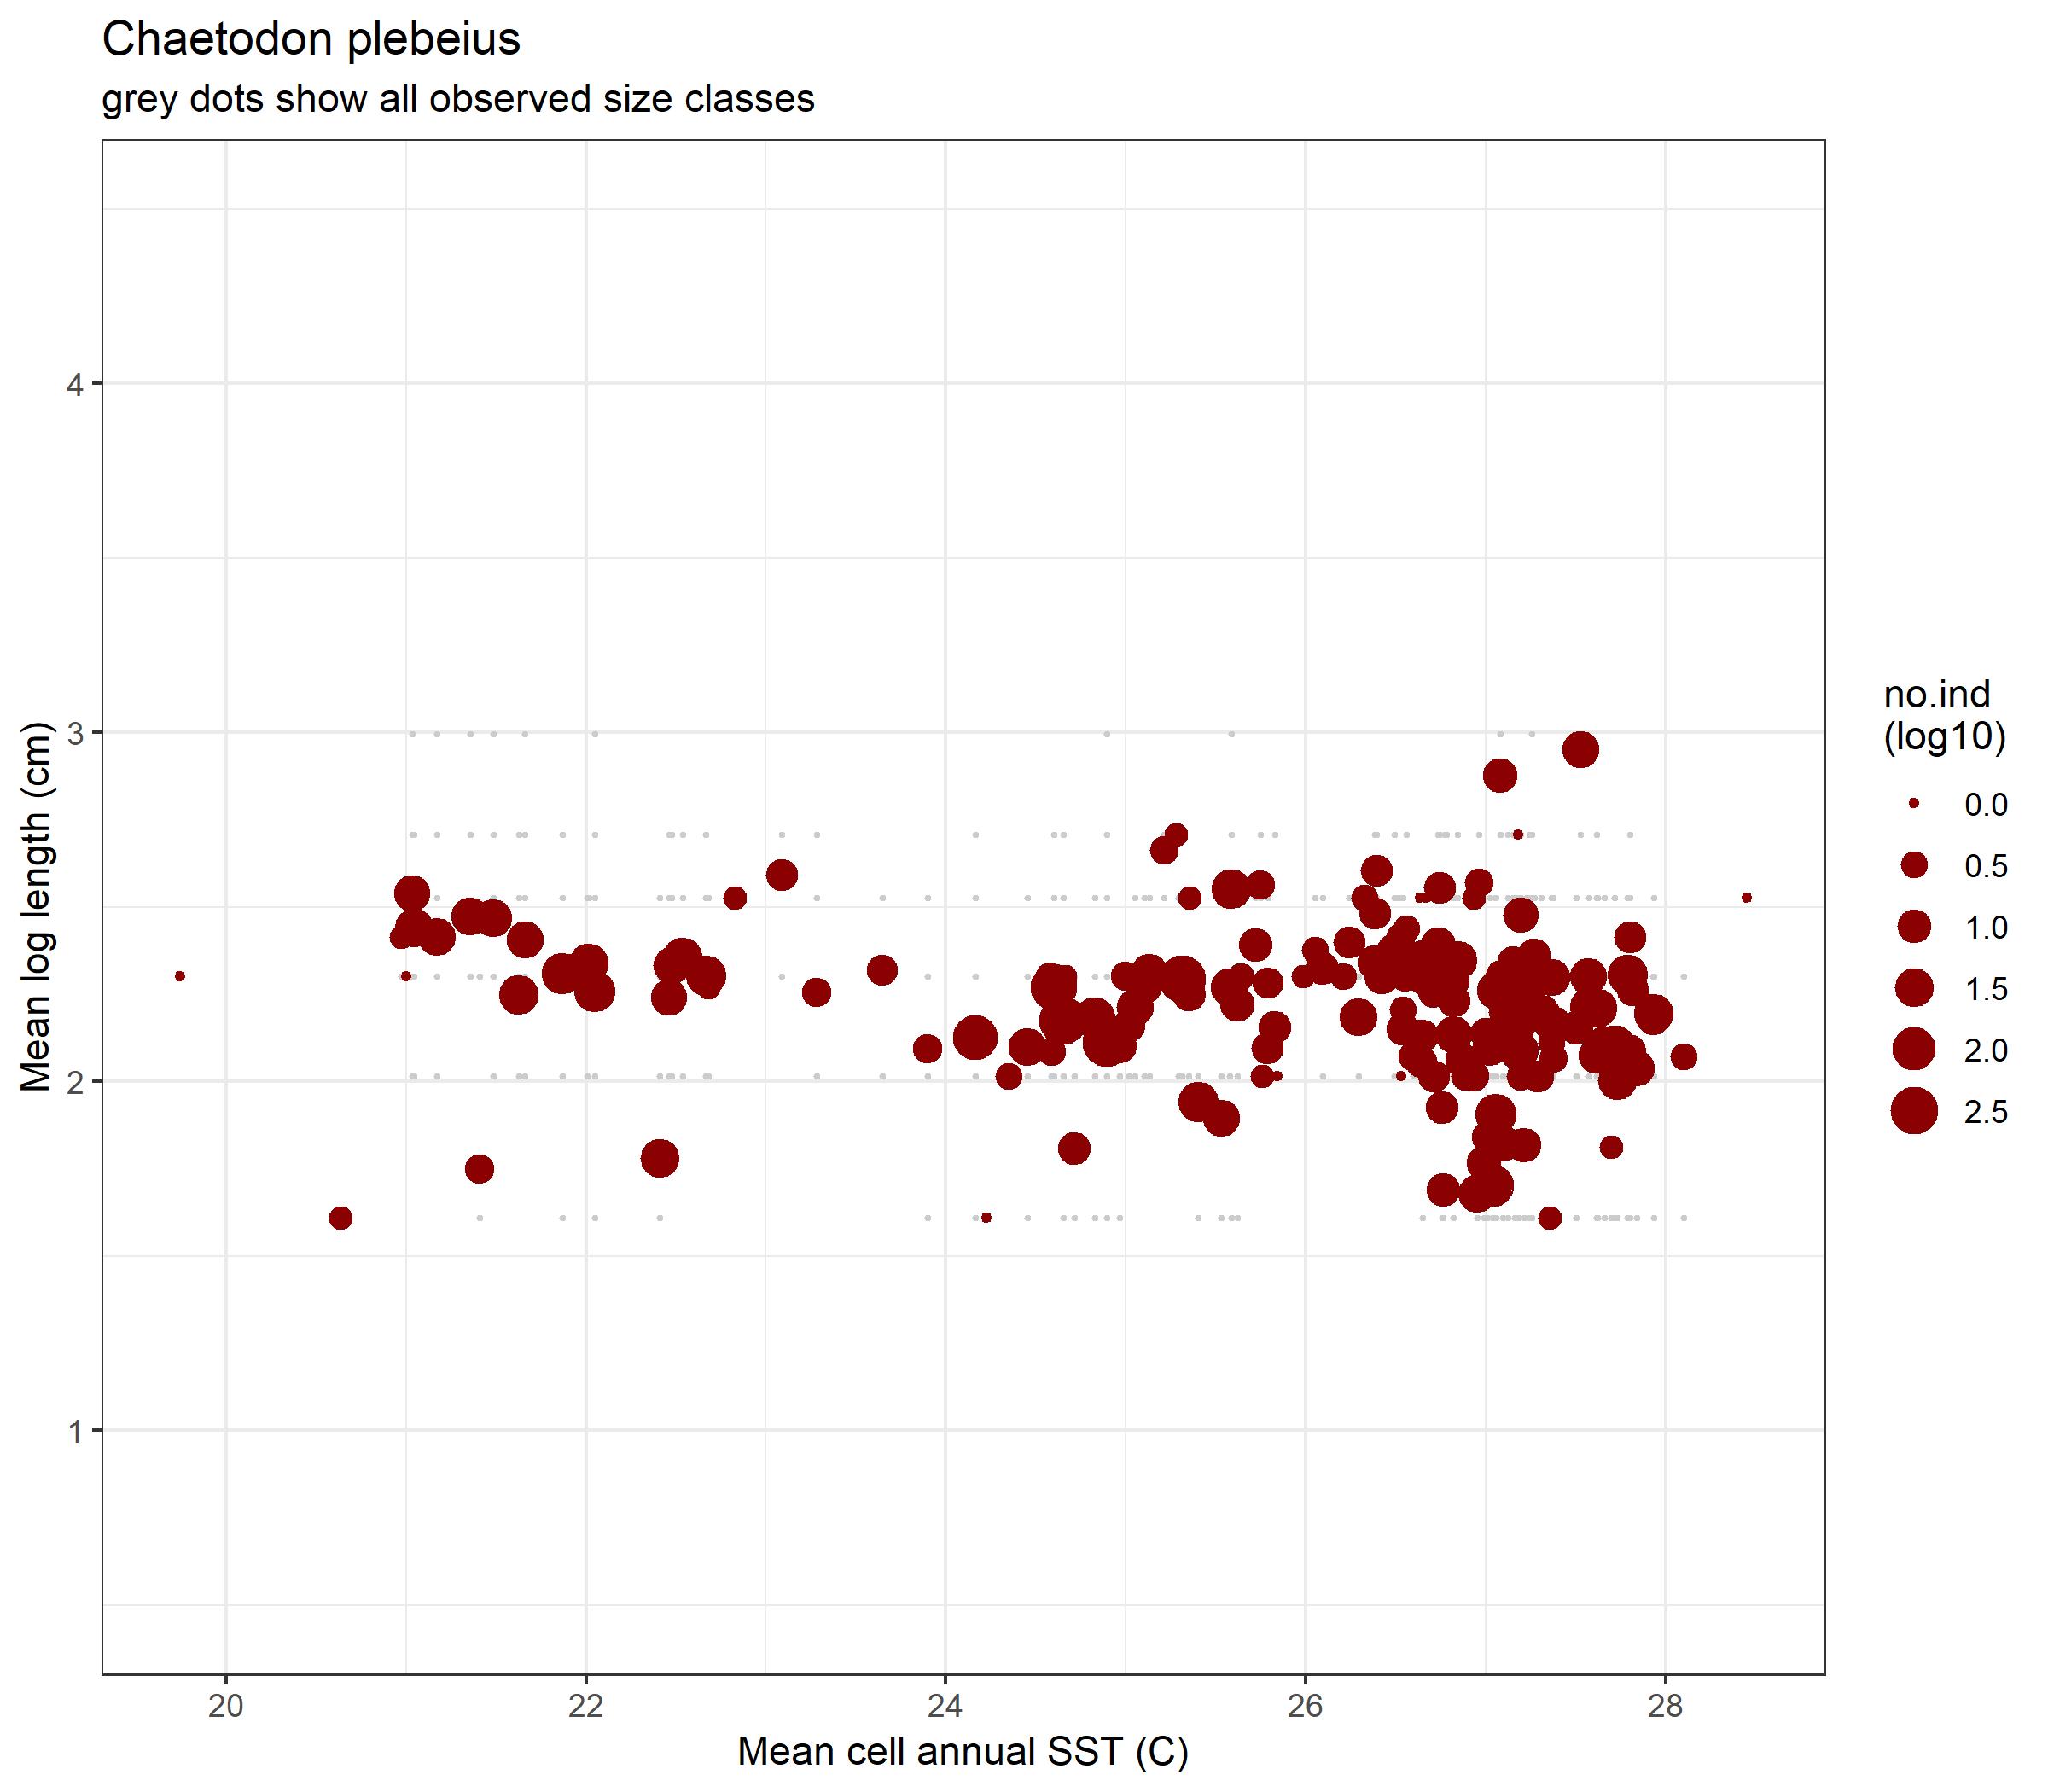 Chaetodon plebeius
grey dots show all observed size classes
Mean log length (cm)
4
3
2
1
20 22 24 26 28
Mean cell annual SST (C)
no.ind
(log10)
0.0
0.5
1.0
1.5
2.0
2.5